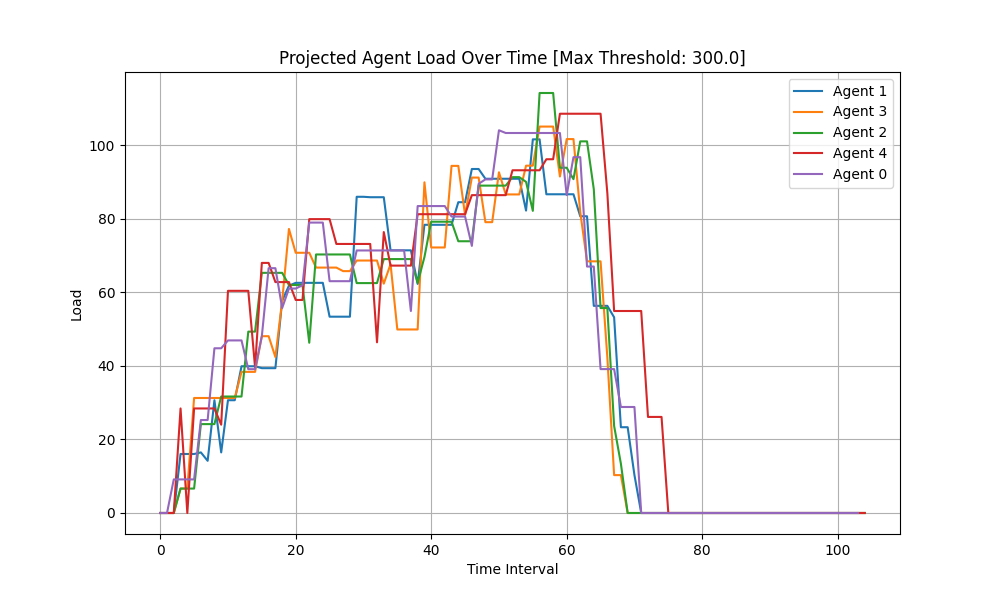 Projected Agent Load Over Time [Max Threshold: 300.0]
Agent 1
Agent 3
Agent 2
Agent 4
Agent 0
Load
100
80
60
40
20
0
0 20 40 60 80 100
Time Interval